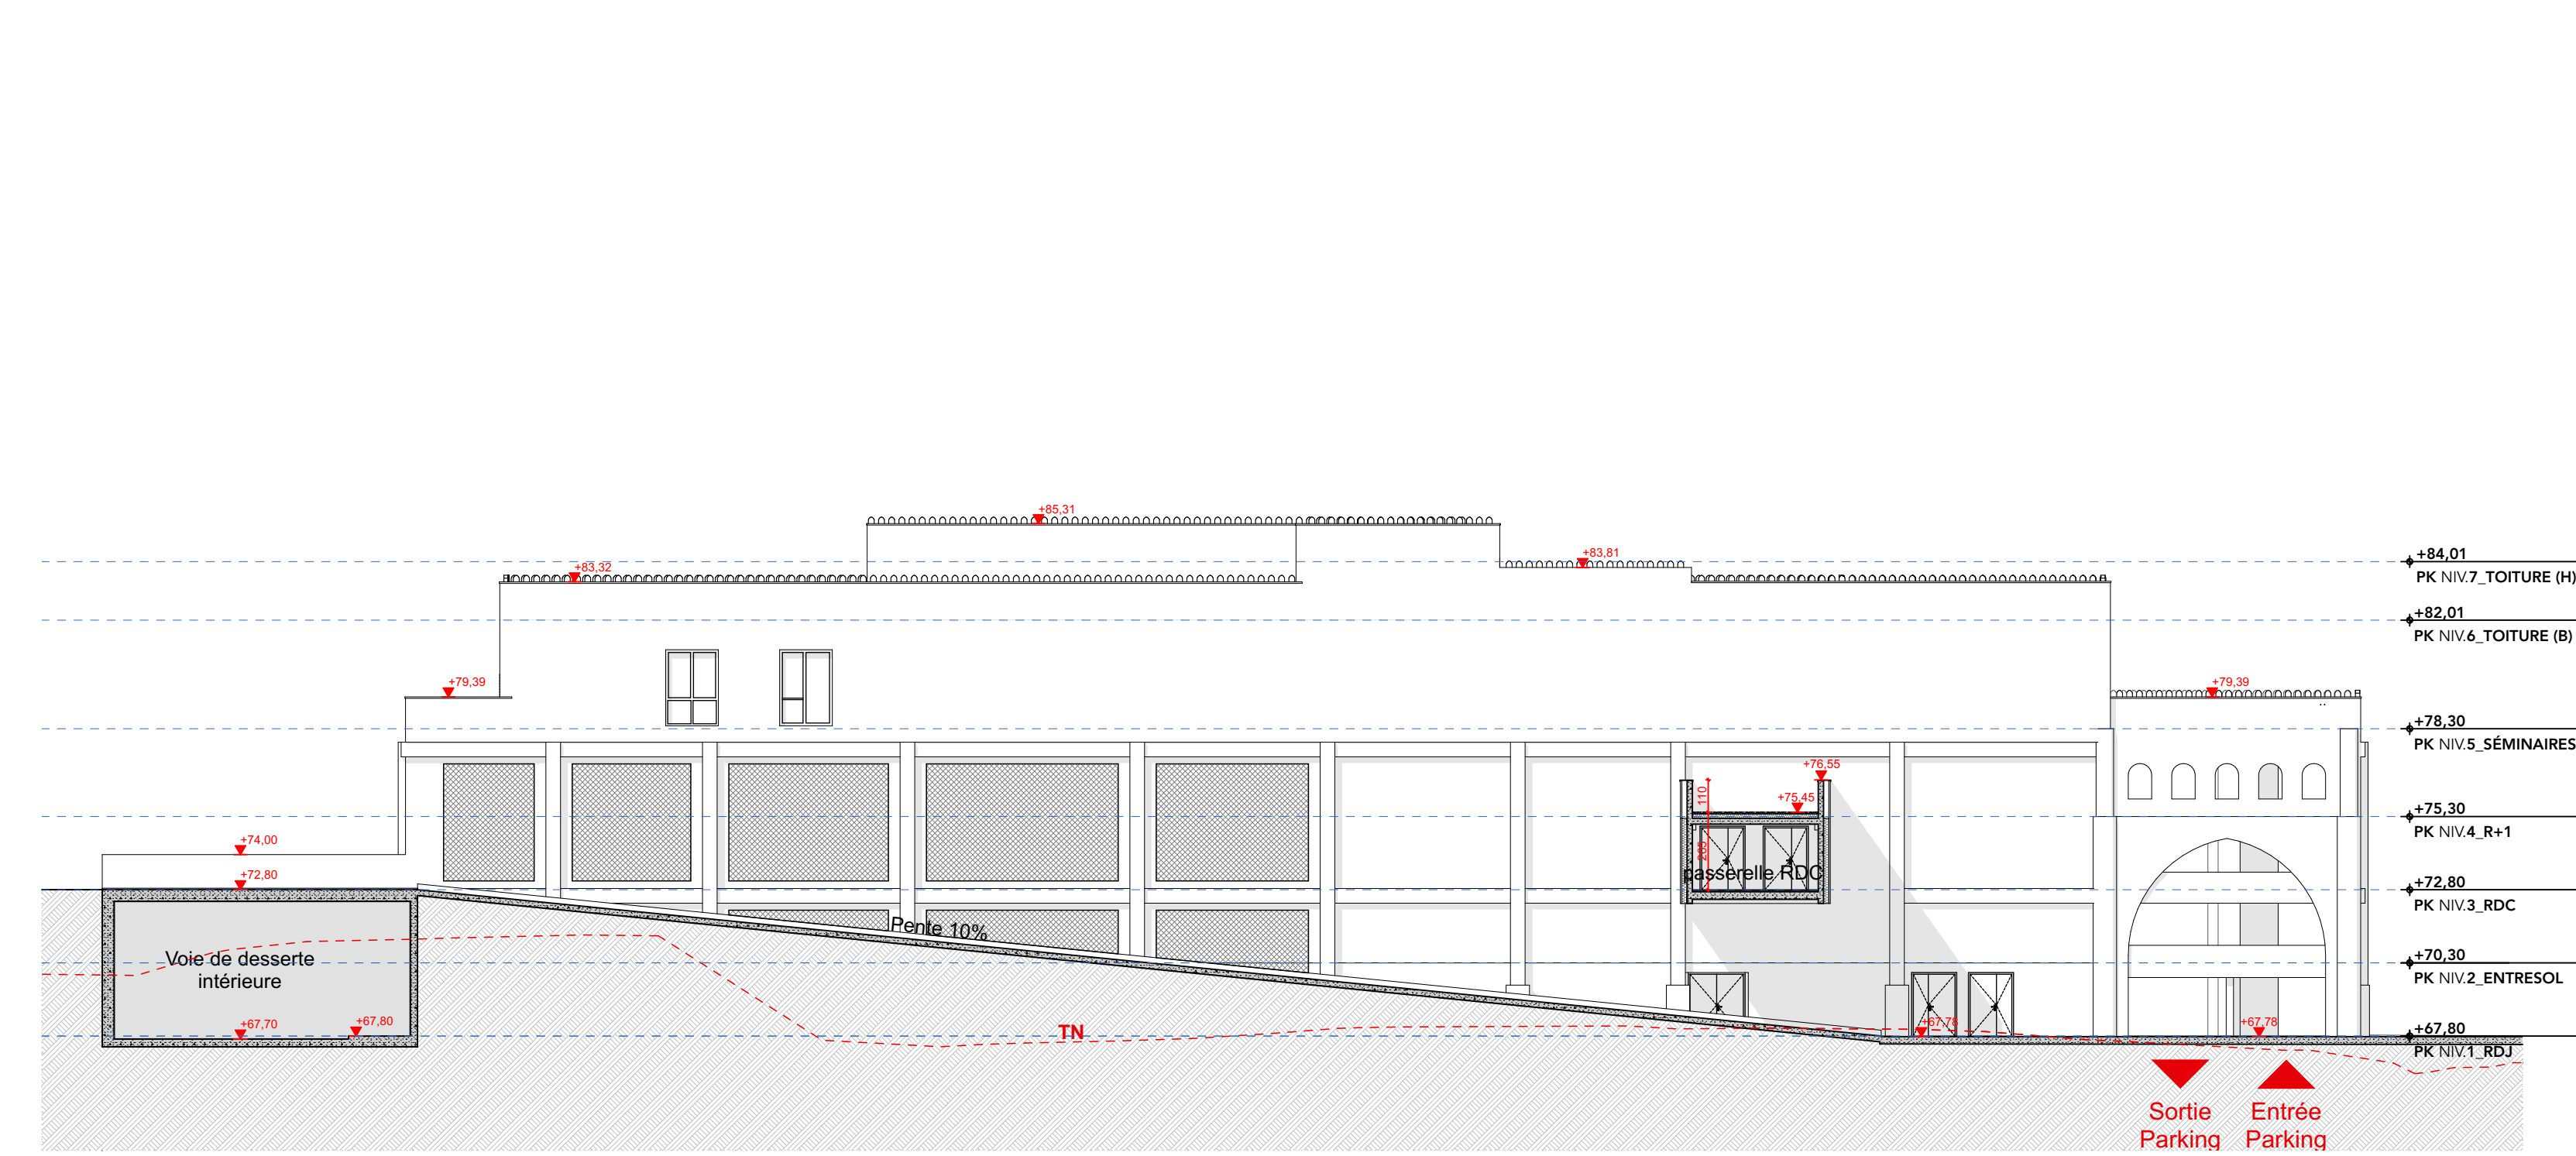 +85,31
+84,01
PK NIV.7_TOITURE (H)
+83,81
+83,32
+82,01
PK NIV.6_TOITURE (B)
+79,39
+79,39
+78,30
PK NIV.5_SÉMINAIRES
+76,55
110
+75,45
+75,30
PK NIV.4_R+1
+74,00
265
passerelle RDC
+72,80
+72,80
PK NIV.3_RDC
Pente 10%
Voie de desserte
intérieure
+70,30
PK NIV.2_ENTRESOL
+67,70
+67,80
TN
+67,78
+67,78
+67,80
PK NIV.1_RDJ
Sortie
Parking
Entrée
Parking